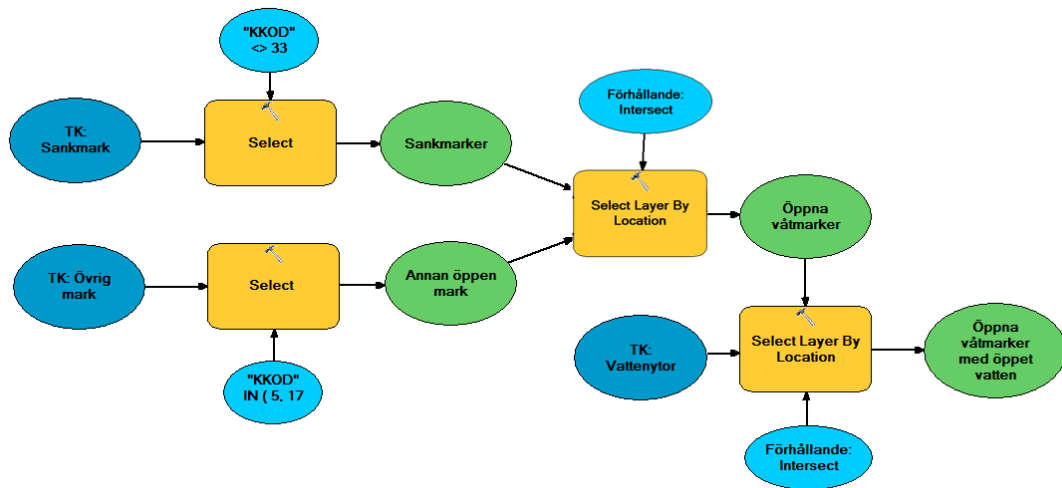 "KKOD"
<> 33
TK:
Sankmark
Select
Sankmarker
Förhållande:
Intersect
Select Layer By
Location
Öppna
våtmarker
TK: Övrig
mark
Select
Annan öppen
mark
"KKOD"
IN ( 5, 17
TK:
Vattenytor
Select Layer By
Location
Öppna
våtmarker
med öppet
vatten
Förhållande:
Intersect